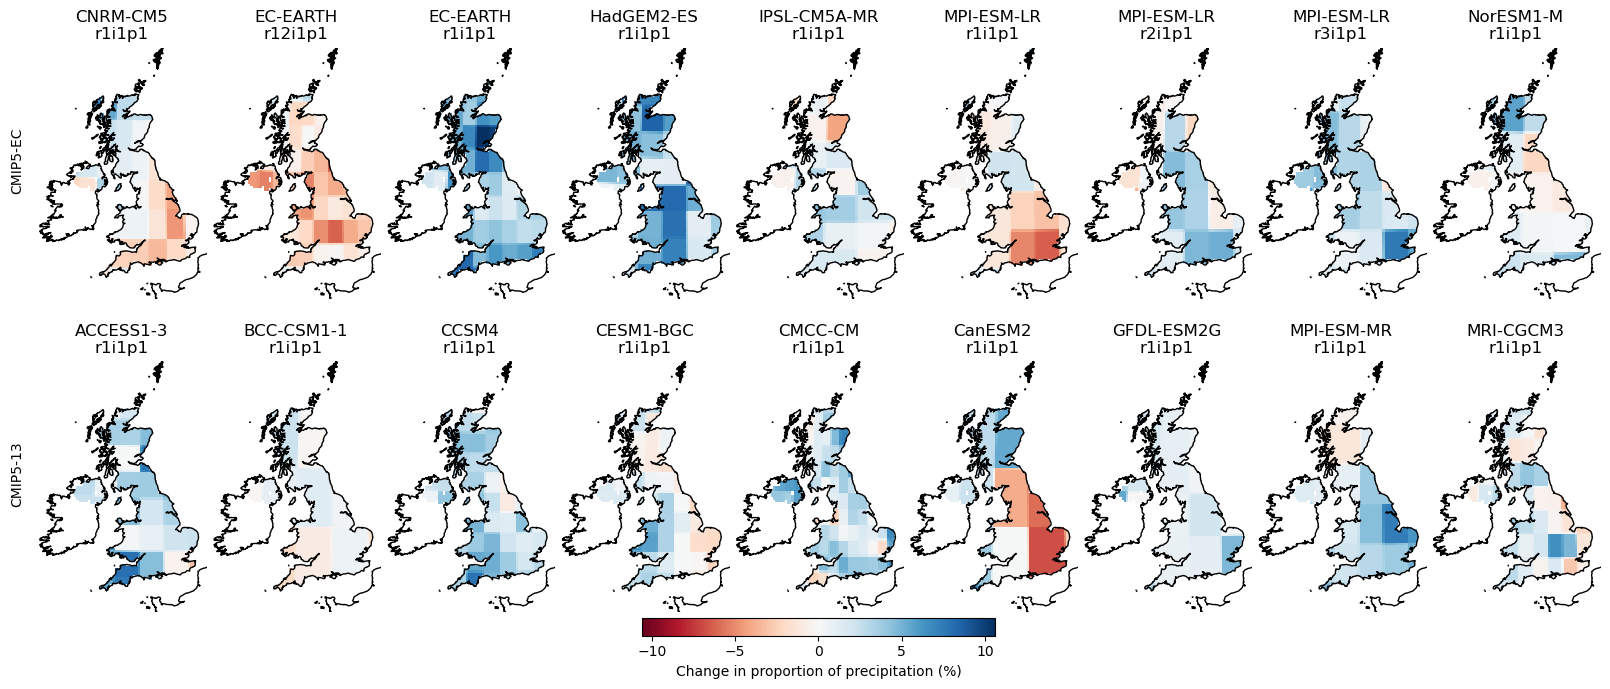 CNRM-CM5 EC-EARTH EC-EARTH HadGEM2-ES IPSL-CM5A-MR MPI-ESM-LR MPI-ESM-LR MPI-ESM-LR NorESM1-M
r1i1p1 r12i1p1 r1i1p1 r1i1p1 r1i1p1 r1i1p1 r2i1p1 r3i1p1 r1i1p1
CMIP5-EC
ACCESS1-3 BCC-CSM1-1 CCSM4 CESM1-BGC CMCC-CM CanESM2 GFDL-ESM2G MPI-ESM-MR MRI-CGCM3
r1i1p1 r1i1p1 r1i1p1 r1i1p1 r1i1p1 r1i1p1 r1i1p1 r1i1p1 r1i1p1
CMIP5-13
−10 −5 0 5 10
Change in proportion of precipitation (%)